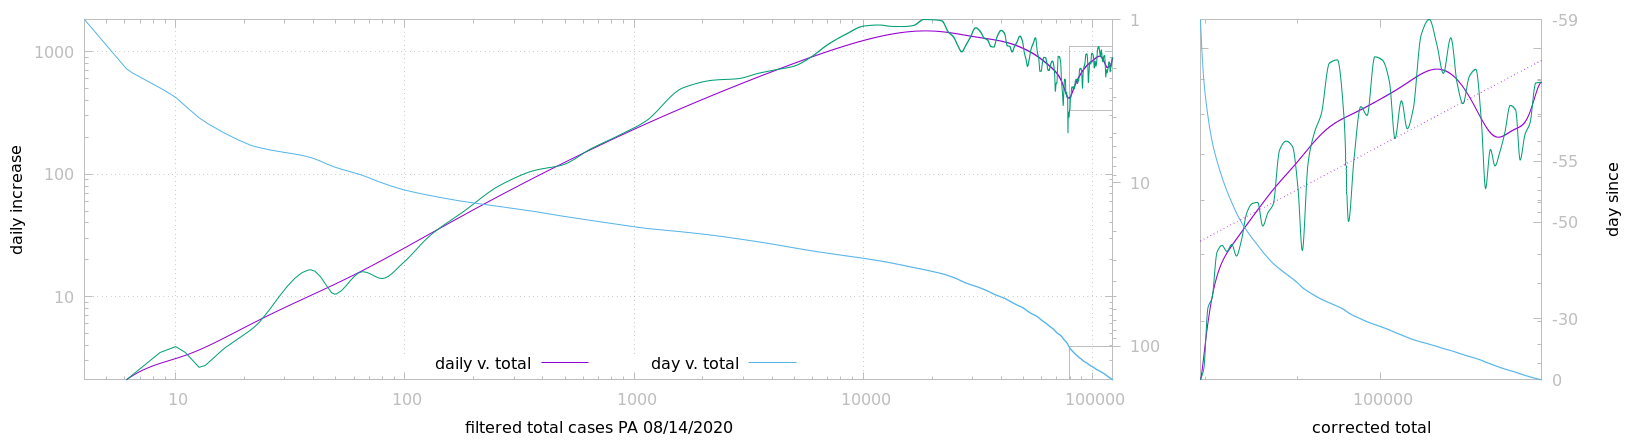 1000
100
10
daily increase
daily v. total
day v. total
10
100
1000
10000
100000
filtered total cases PA 08/14/2020
1
10
100
-59
-55
-50
-30
0
day since
100000
corrected total